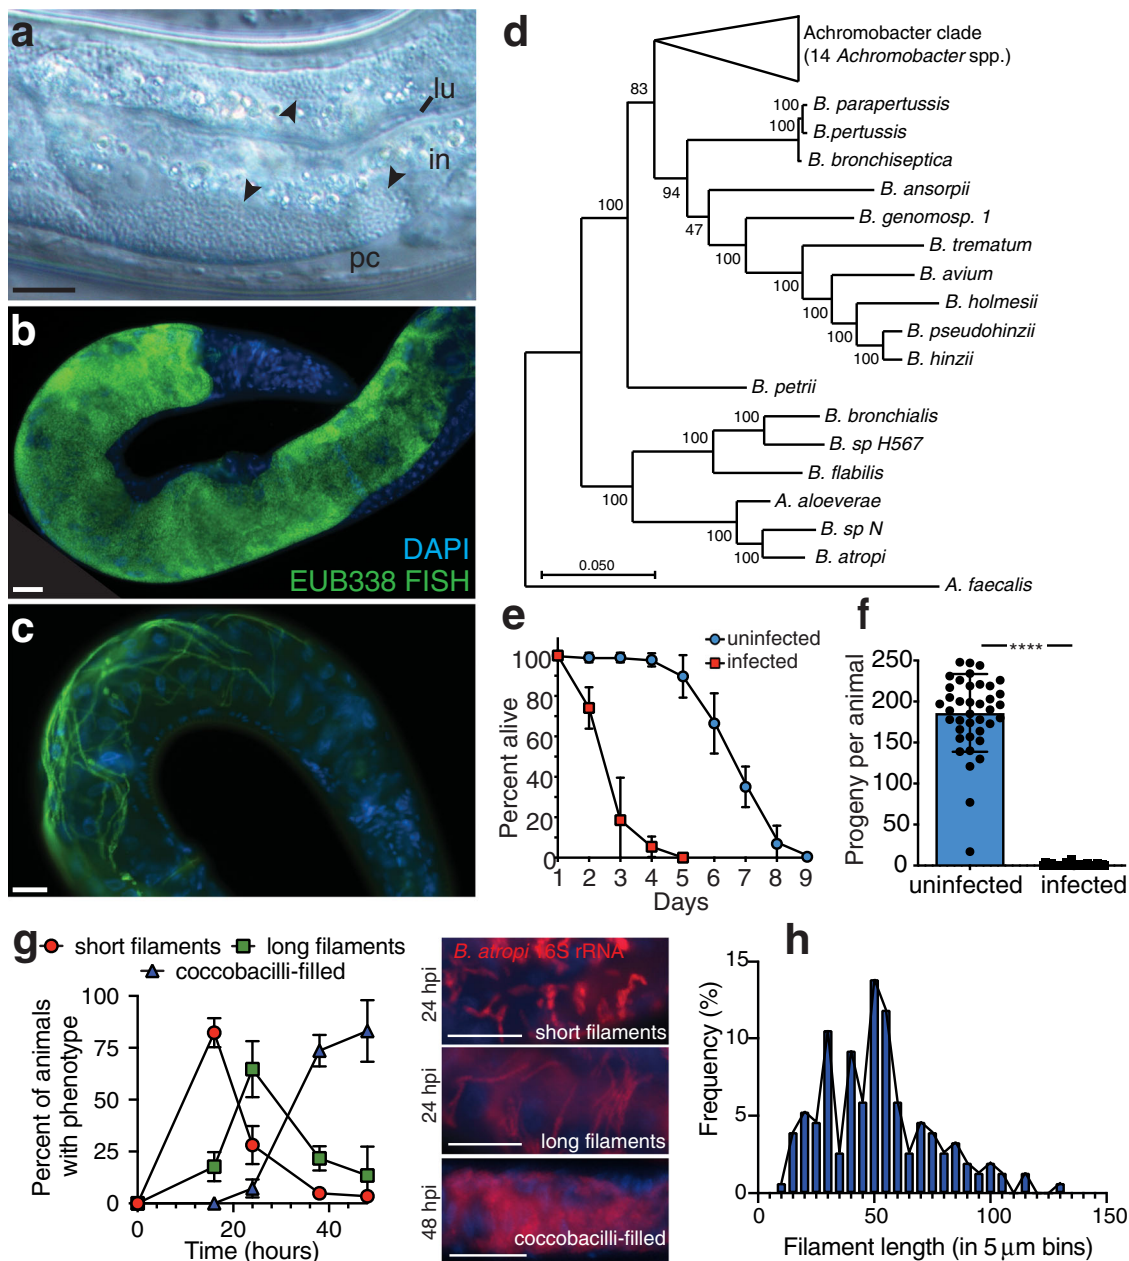 a
lu
in
pc
b
DAPI
EUB338 FISH
c
d
Achromobacter clade
(14 Achromobacter spp.)
83
100 B. parapertussis
100 B.pertussis
B. bronchiseptica
94
B. ansorpii
100
47
B. genomosp. 1
100
B. trematum
100
B. avium
100
B. holmesii
B. pseudohinzii
100
B. hinzii
B. petrii
100
B. bronchialis
100
B. sp H567
B. flabilis
100
A. aloeverae
100
B. sp N
100
B. atropi
0.050
A. faecalis
e
uninfected
infected
Percent alive
100
80
60
40
20
0
1 2 3 4 5 6 7 8 9
Days
f
****
Progeny per animal
250
200
150
100
50
0
uninfected infected
g
short filaments long filaments
coccobacilli-filled
Percent of animals
with phenotype
100
75
50
25
0
0 20 40
Time (hours)
B. atropi 16S rRNA
24 hpi
short filaments
24 hpi
long filaments
48 hpi
coccobacilli-filled
h
Frequency (%)
15
10
5
0
0 50 100 150
Filament length (in 5 µm bins)